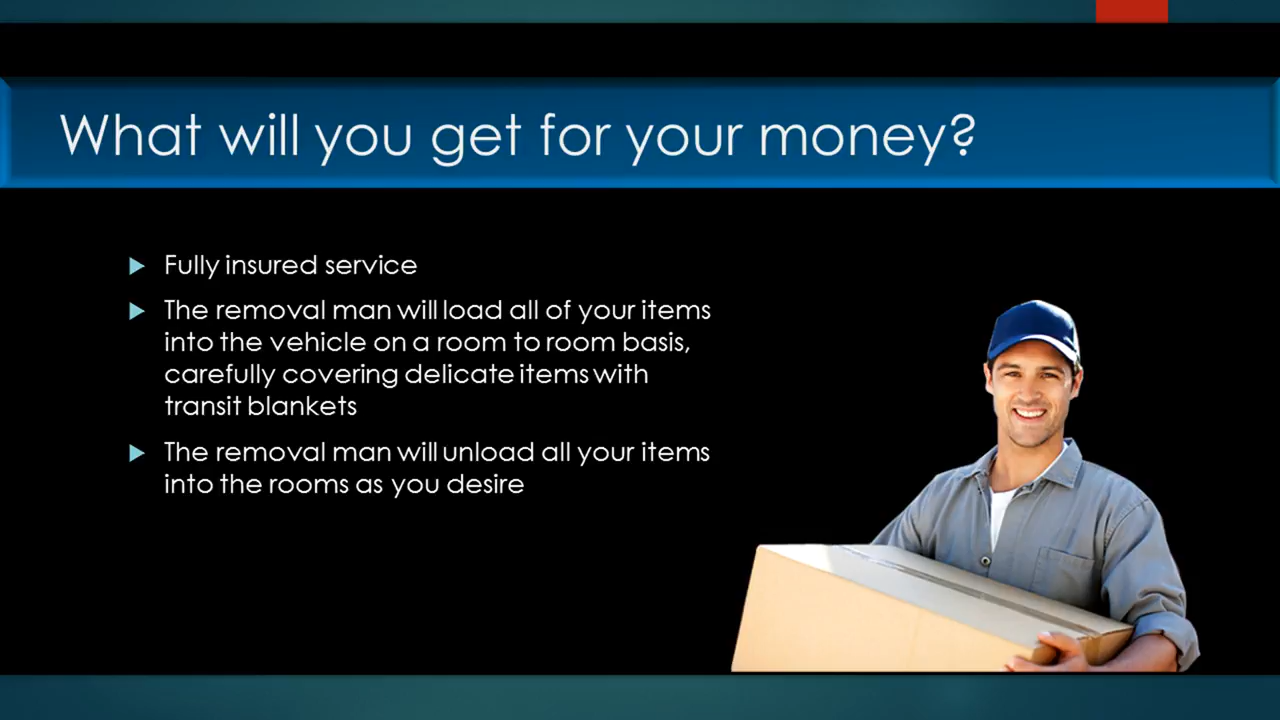 What will you get for your money?
Fully insured service
The removal man will load all of your items
into the vehicle on a room to room basis,
carefully covering delicate items with
transit blankets
The removal man will unload all your items
into the rooms as you desire